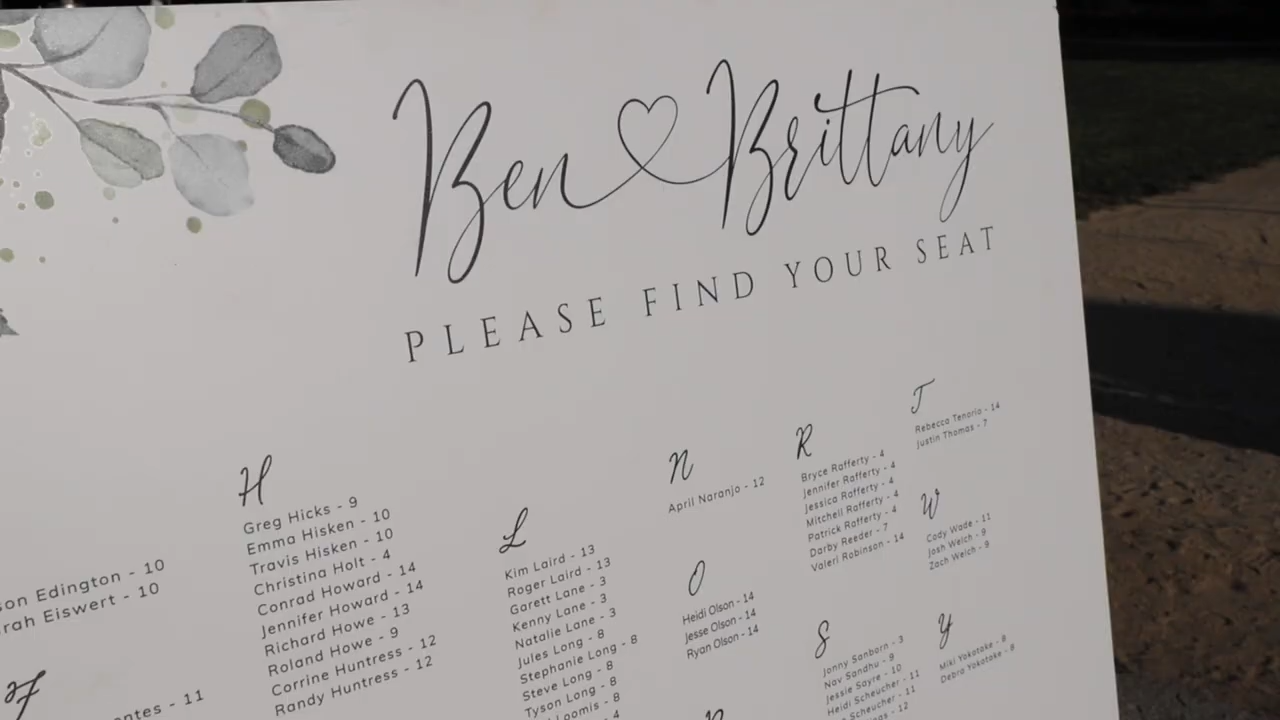 Ben Brittany
PLEASE FIND YOUR SEAT
Edington - 10
Eiswert - 10
F
- 11
H
Greg Hicks - 9
Emma Hisken - 10
Travis Hisken - 10
Christina Holt - 4
Conrad Howard - 14
Jennifer Howard - 14
Richard Howe - 13
Roland Howe - 9
Corrine Huntress - 12
Randy Huntress - 12
L
Kim Laird - 13
Roger Laird - 13
Garett Lane - 3
Kenny Lane - 3
Natalie Lane - 3
Jules Long - 8
Stephanie Long - 8
Steve Long - 8
Tyson Long - 8
Loomis - 8
- 4
N
April Naranjo - 12
O
Heidi Olson - 14
Jesse Olson - 14
Ryan Olson - 14
R
Bryce Rafferty - 4
Jennifer Rafferty - 4
Jessica Rafferty - 4
Mitchell Rafferty - 4
Patrick Rafferty - 4
Darby Reeder - 7
Valeri Robinson - 14
S
Jonny Sanborn - 3
Nav Sandhu - 9
Jessie Sayre - 10
Heidi Scheucher - 11
Scheucher - 11
- 12
T
Rebecca Tenorio - 14
Justin Thomas - 7
W
Cody Wade - 11
Josh Welch - 9
Zach Welch - 9
Y
Miki Yokotake - 8
Debra Yokotake - 8